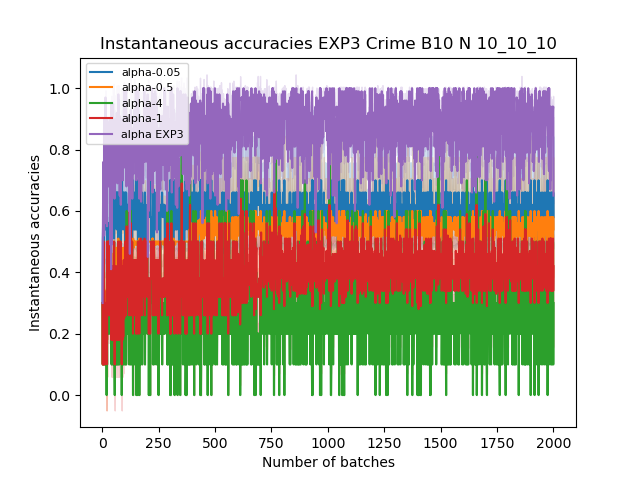 Instantaneous accuracies EXP3 Crime B10 N 10_10_10
alpha-0.05
alpha-0.5
alpha-4
alpha-1
alpha EXP3
Instantaneous accuracies
1.0
0.8
0.6
0.4
0.2
0.0
0 250 500 750 1000 1250 1500 1750 2000
Number of batches